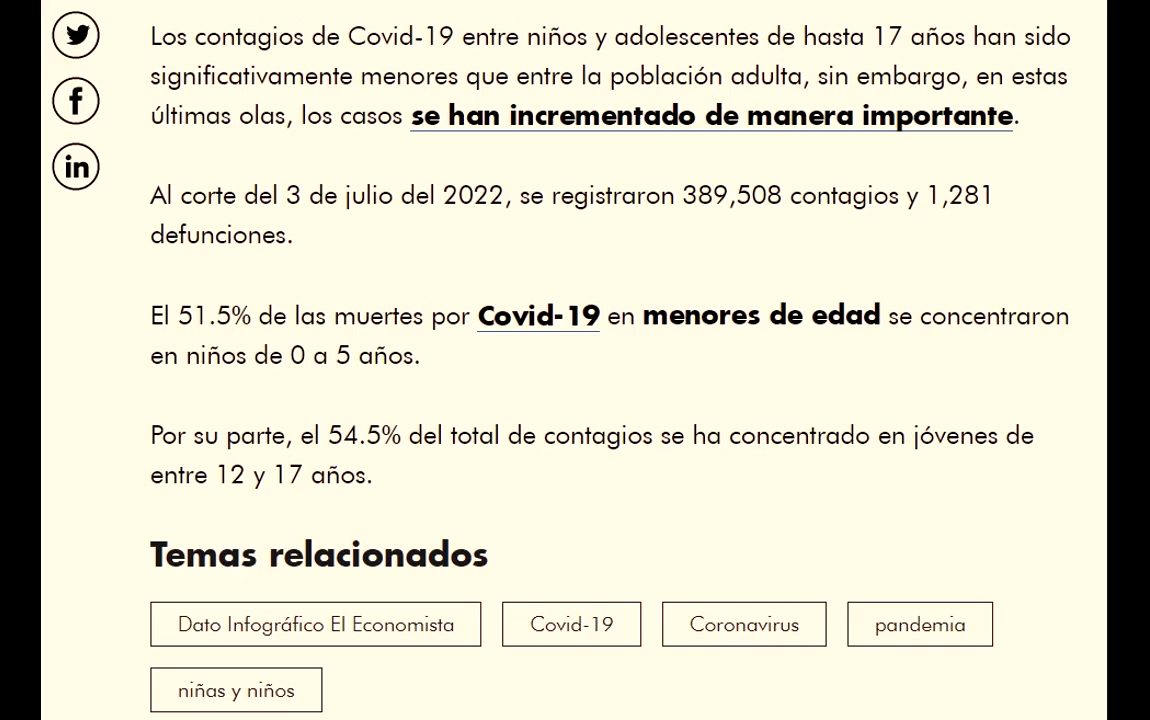 Los contagios de Covid-19 entre niños y adolescentes de hasta 17 años han sido
significativamente menores que entre la población adulta, sin embargo, en estas
últimas olas, los casos se han incrementado de manera importante.
Al corte del 3 de julio del 2022, se registraron 389,508 contagios y 1,281
defunciones.
El 51.5% de las muertes por Covid-19 en menores de edad se concentraron
en niños de 0 a 5 años.
Por su parte, el 54.5% del total de contagios se ha concentrado en jóvenes de
entre 12 y 17 años.
Temas relacionados
Dato Infográfico El Economista
Covid-19
Coronavirus
pandemia
niñas y niños